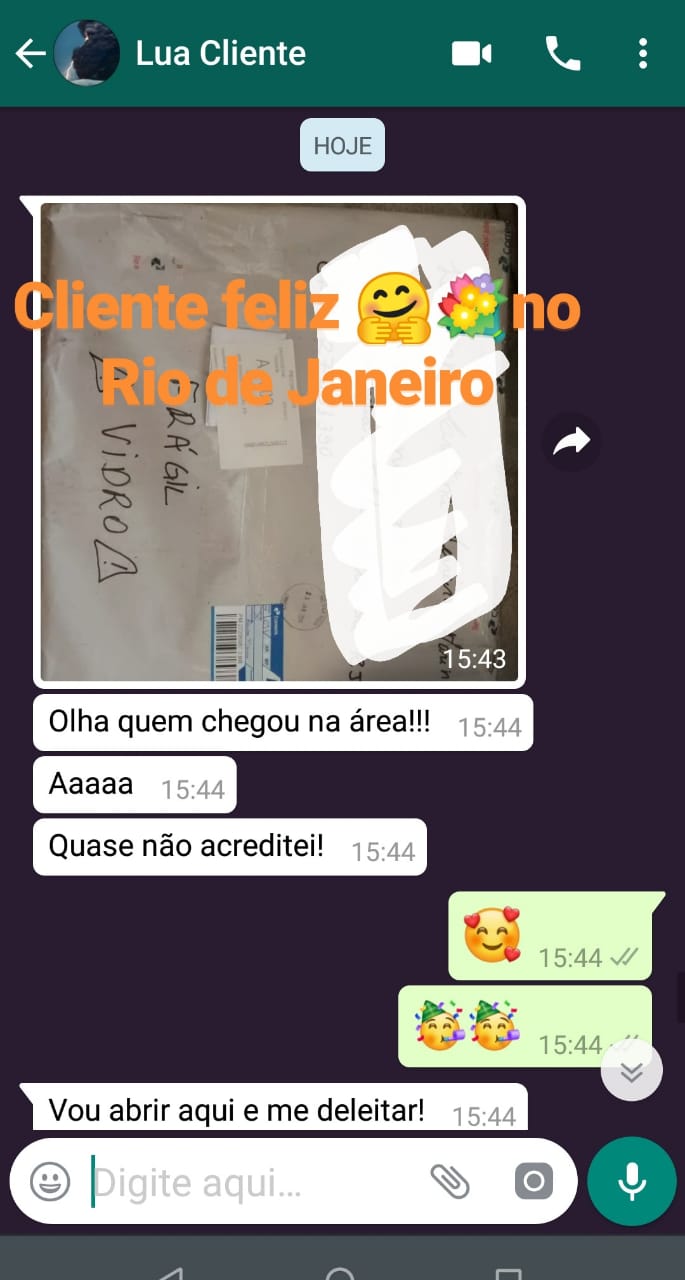 Lua Cliente
HOJE
Cliente feliz 🤗💐 no
Rio de Janeiro
FRÁGIL
VIDRO
15:43
Olha quem chegou na área!!! 15:44
Aaaaa 15:44
Quase não acreditei! 15:44
🥰 15:44
🥳🥳 15:44
Vou abrir aqui e me deleitar! 15:44
Digite aqui...